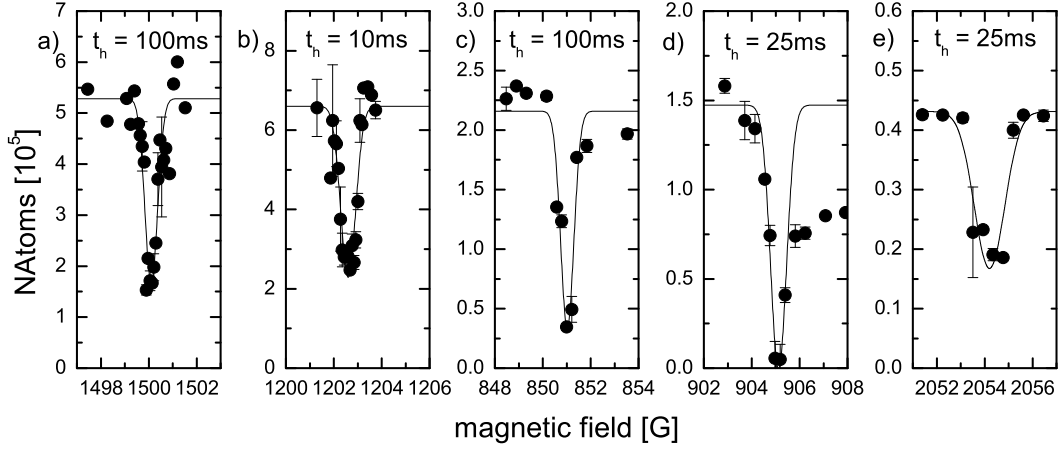 a) t_h = 100ms
b) t_h = 10ms
c) t_h = 100ms
d) t_h = 25ms
e) t_h = 25ms
NAtoms [10^5]
7
6
5
4
3
2
1
0
8
6
4
2
0
3.0
2.5
2.0
1.5
1.0
0.5
0.0
2.0
1.5
1.0
0.5
0.0
0.6
0.5
0.4
0.3
0.2
0.1
0.0
1498 1500 1502
1200 1202 1204 1206
848 850 852 854
902 904 906 908
2052 2054 2056
magnetic field [G]